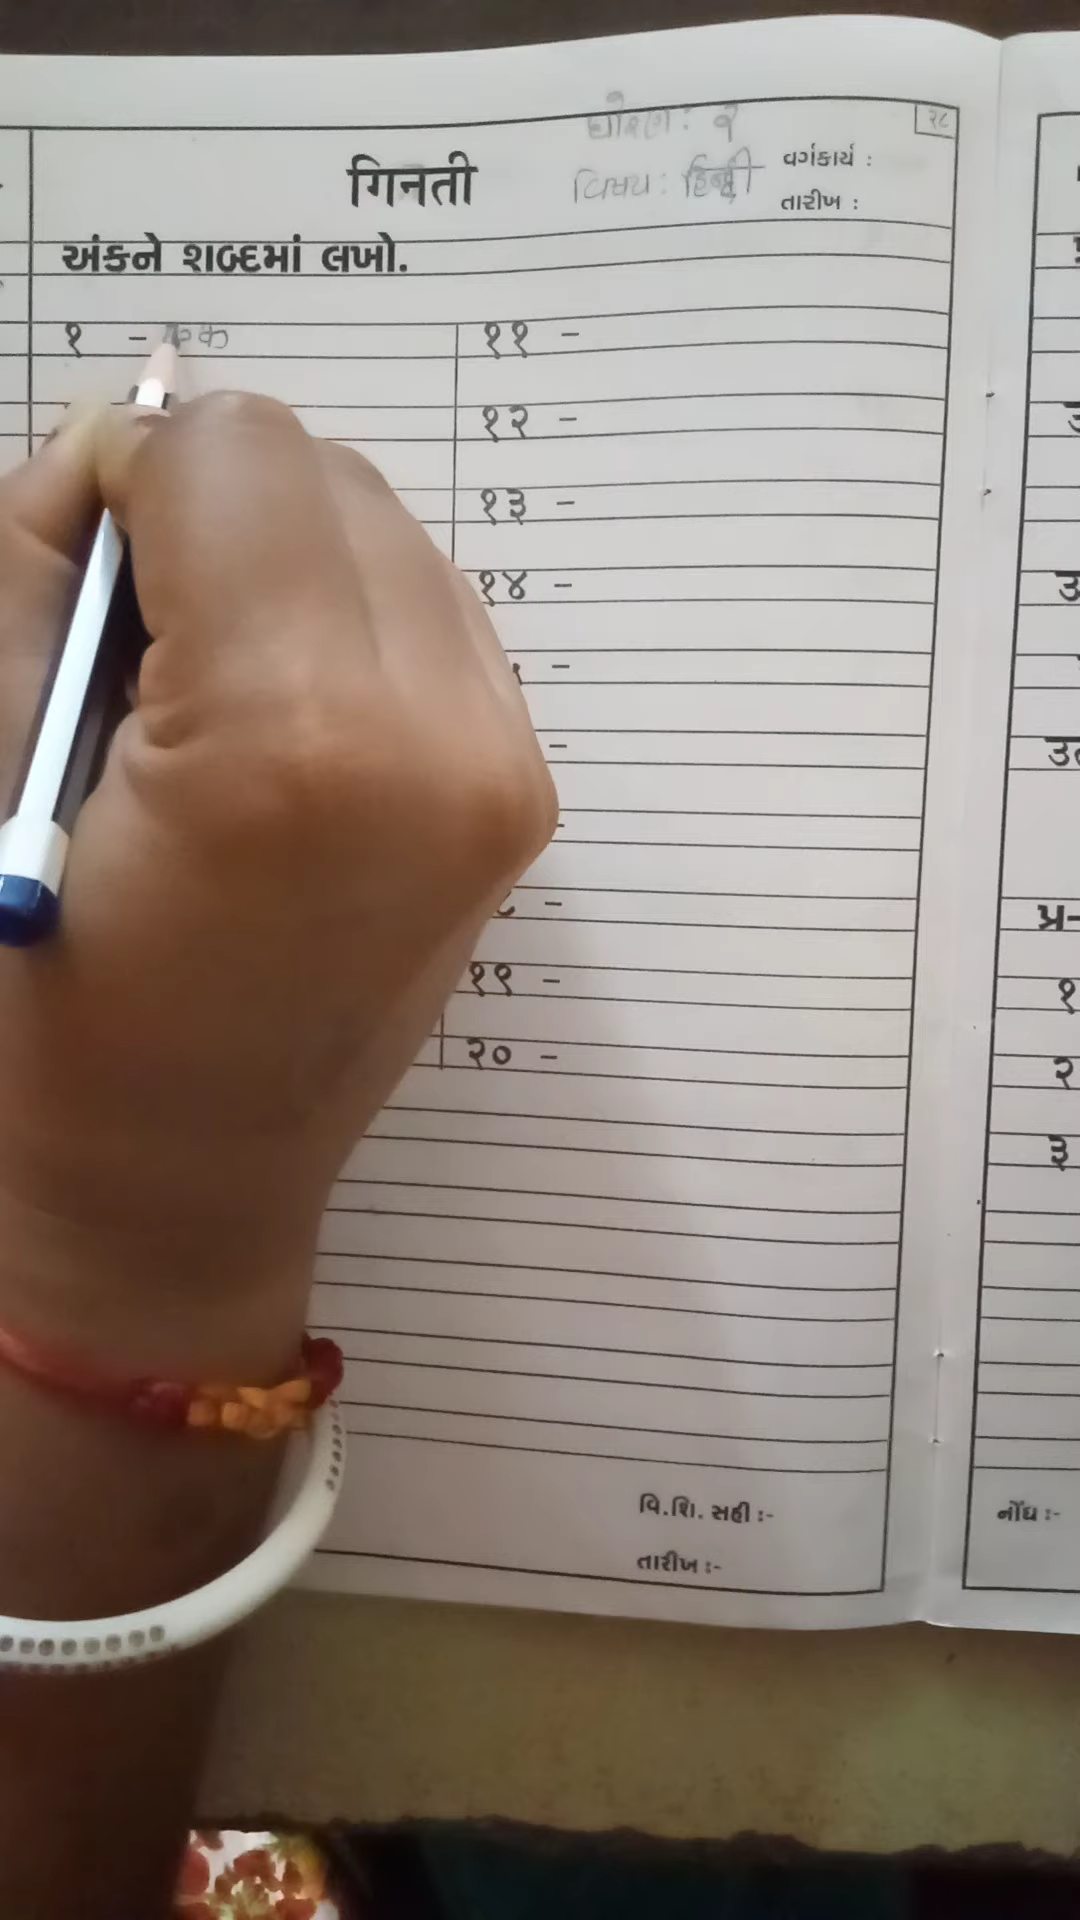 ધોરણ: ૨
૨૮
गिनती
વિષય: हिन्दी
વર્ગકાર્ય :
તારીખ :
અંકને શબ્દમાં લખો.
१ - एक
११ -
१२ -
१३ -
१४ -
-
-
-
-
१९ -
२० -
વિ.શિ. સહી :-
તારીખ :-
उ
प्र-
१
२
३
નોંધ :-